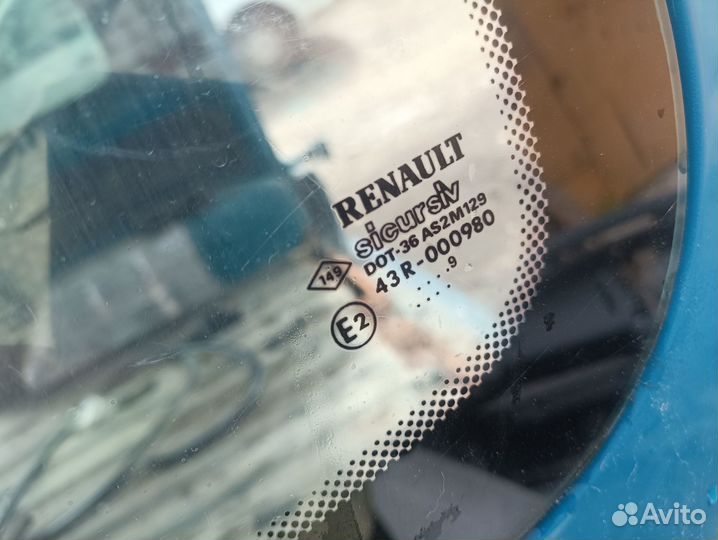 RENAULT
sicursiv
DOT-36 AS2M129
149 43R-000980
E2 ..9
Avito